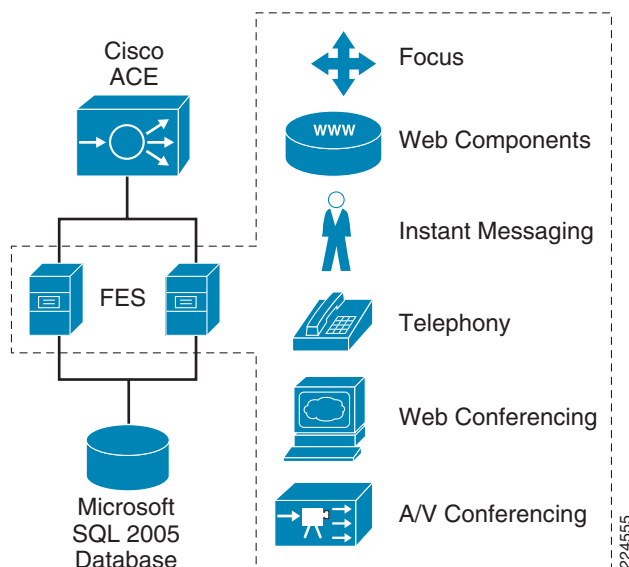 Cisco
ACE
FES
Microsoft
SQL 2005
Database
Focus
WWW
Web Components
Instant Messaging
Telephony
Web Conferencing
A/V Conferencing
224555